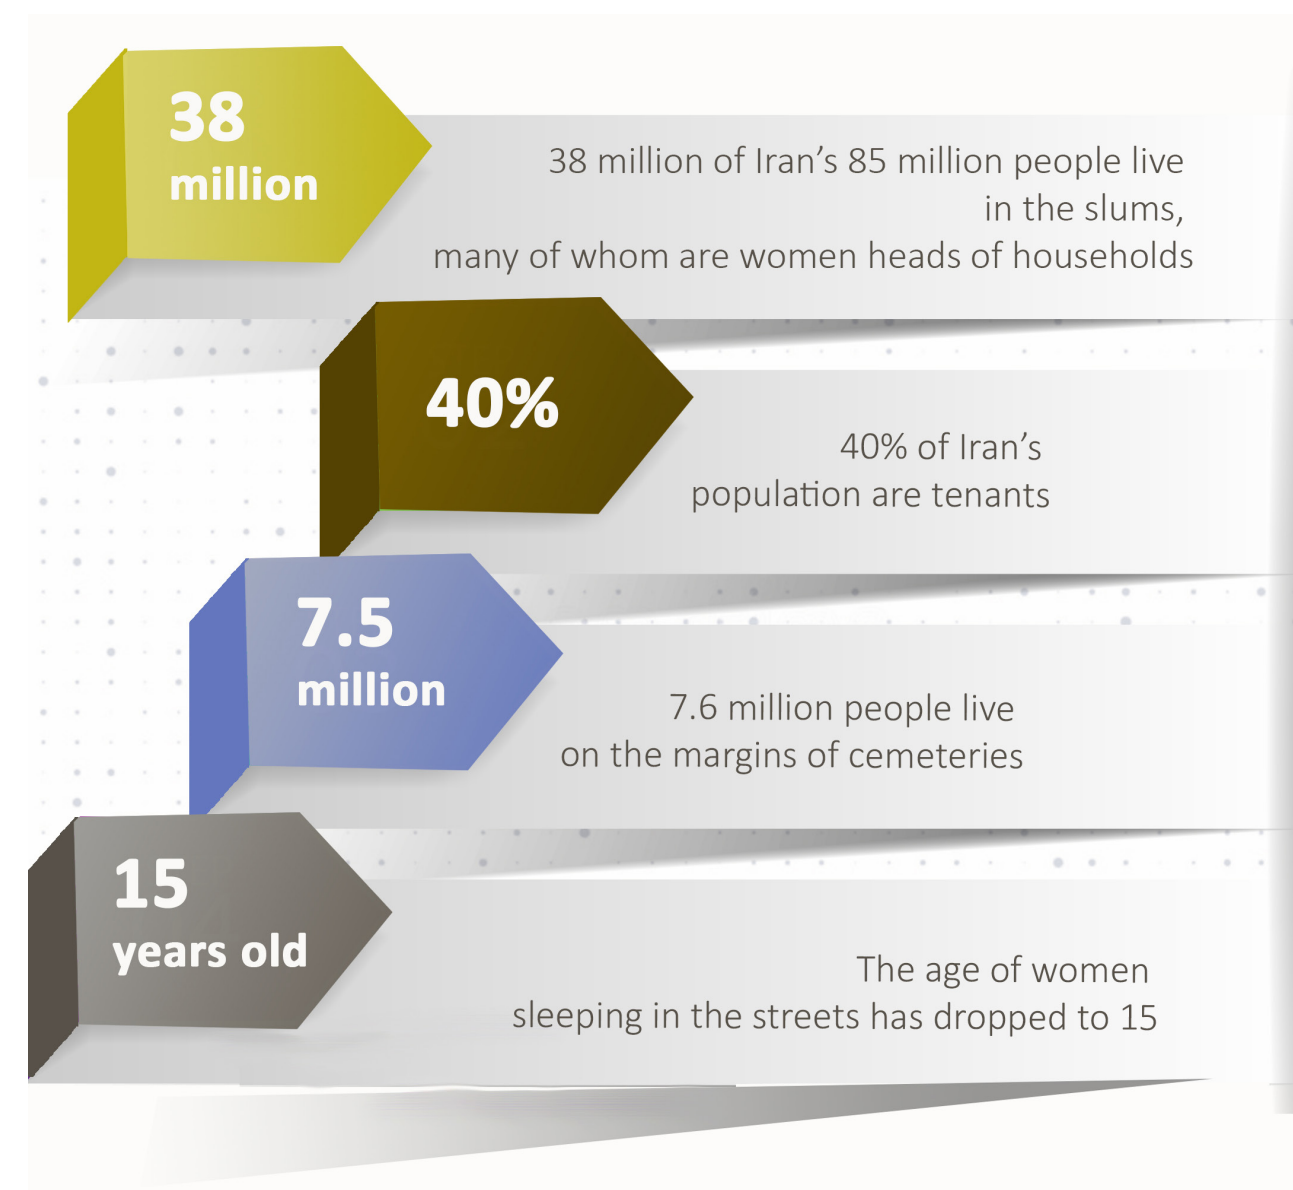 38
million
38 million of Iran’s 85 million people live
in the slums,
many of whom are women heads of households
40%
40% of Iran’s
population are tenants
7.5
million
7.6 million people live
on the margins of cemeteries
15
years old
The age of women
sleeping in the streets has dropped to 15